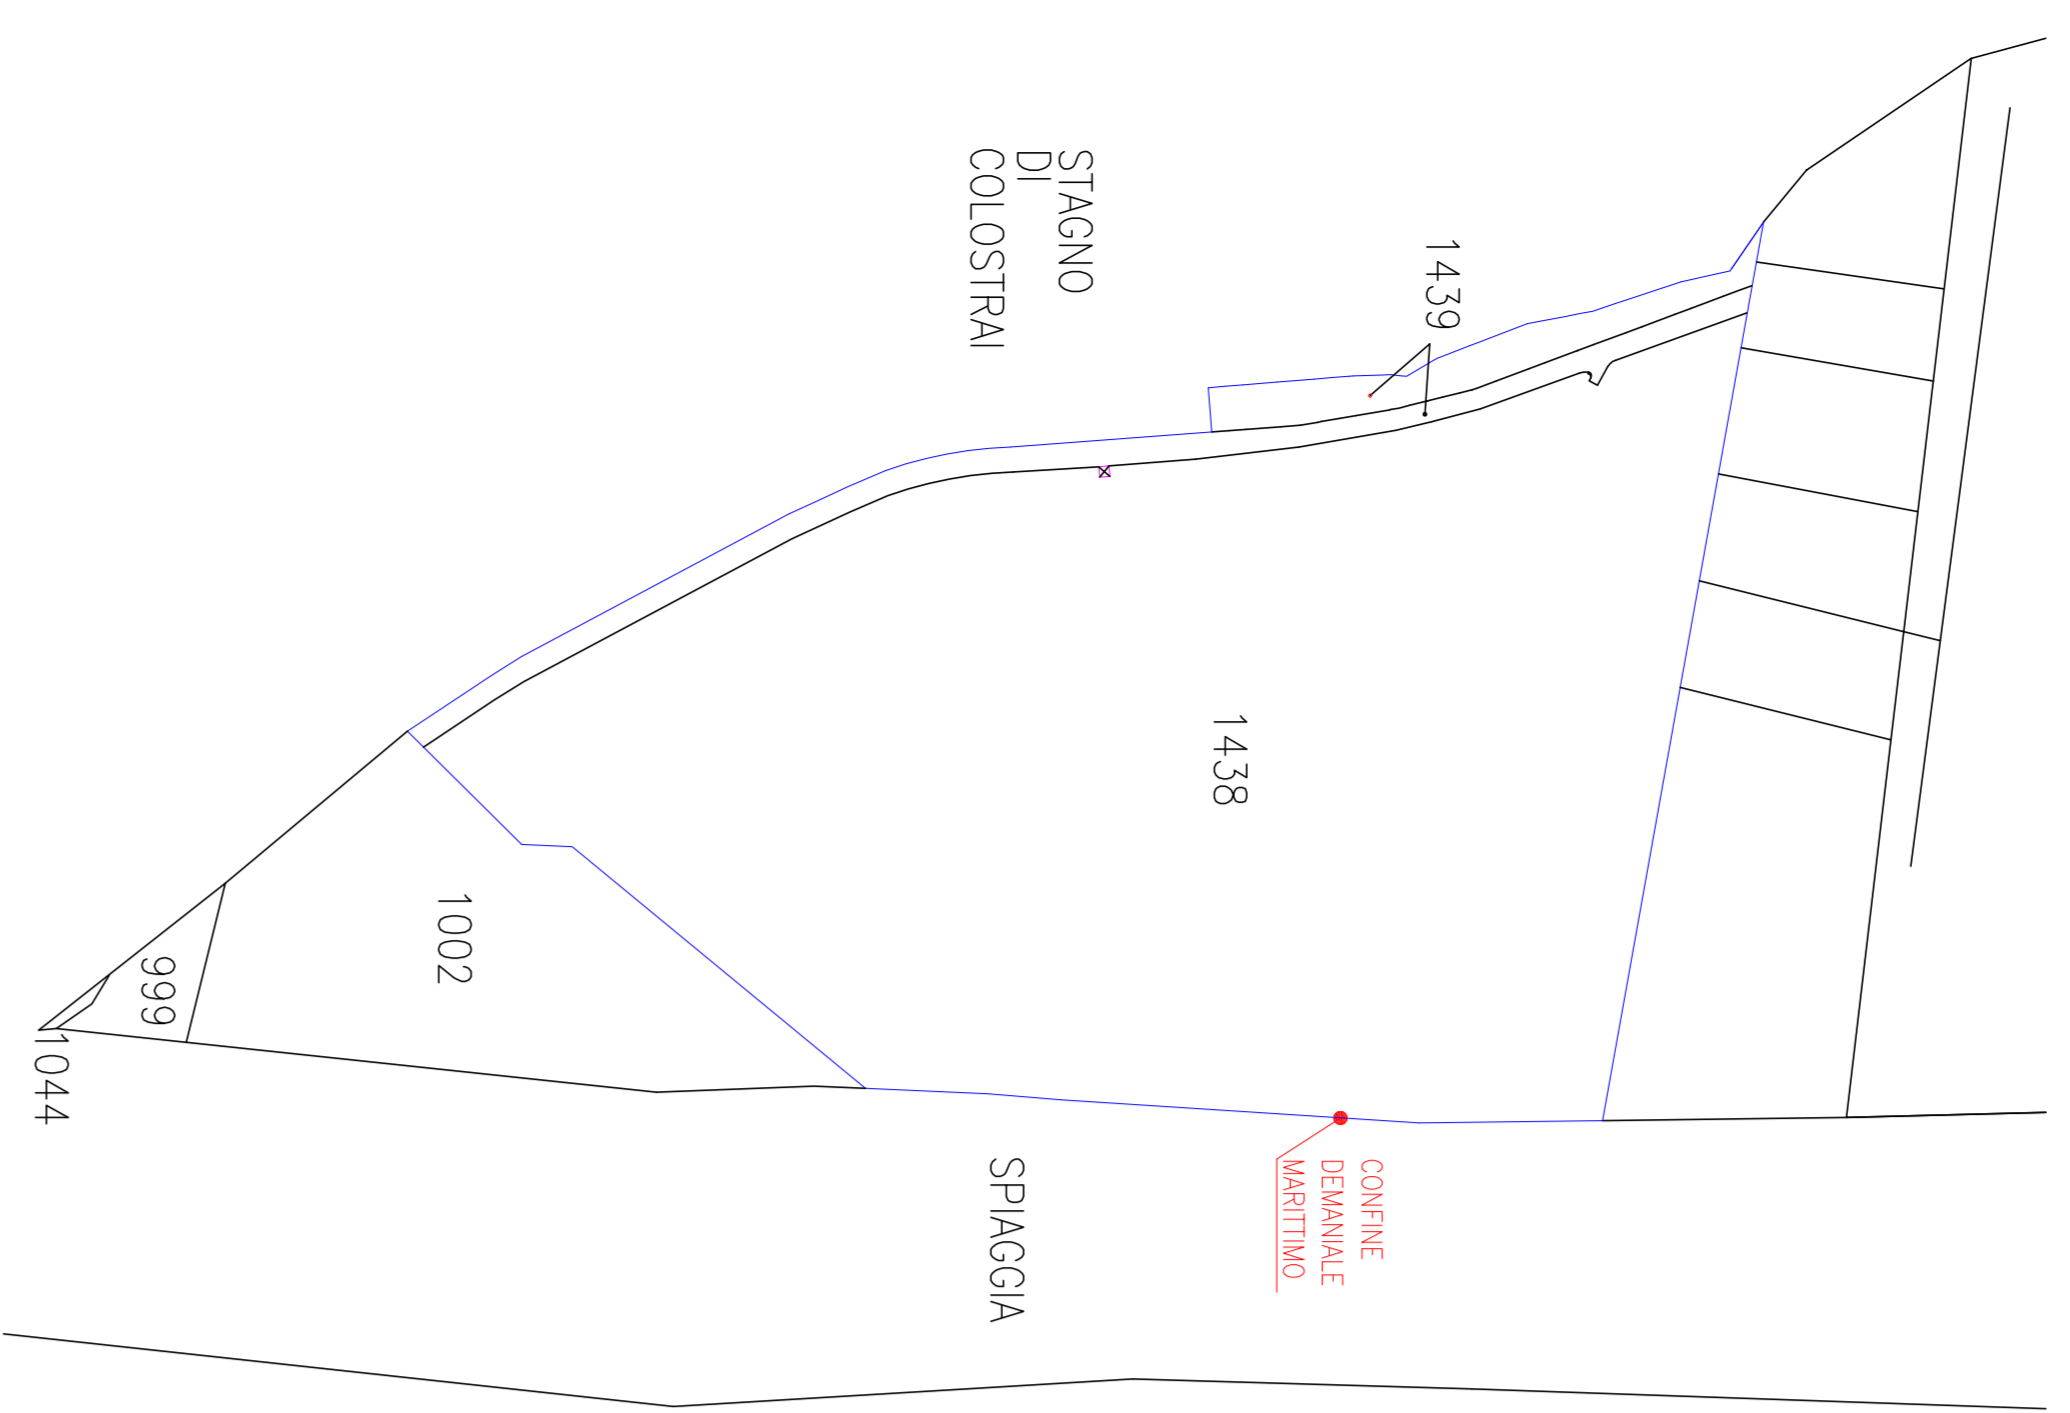 STAGNO
DI
COLOSTRAI
1439
1438
1002
999
1044
CONFINE
DEMANIALE
MARITTIMO
SPIAGGIA